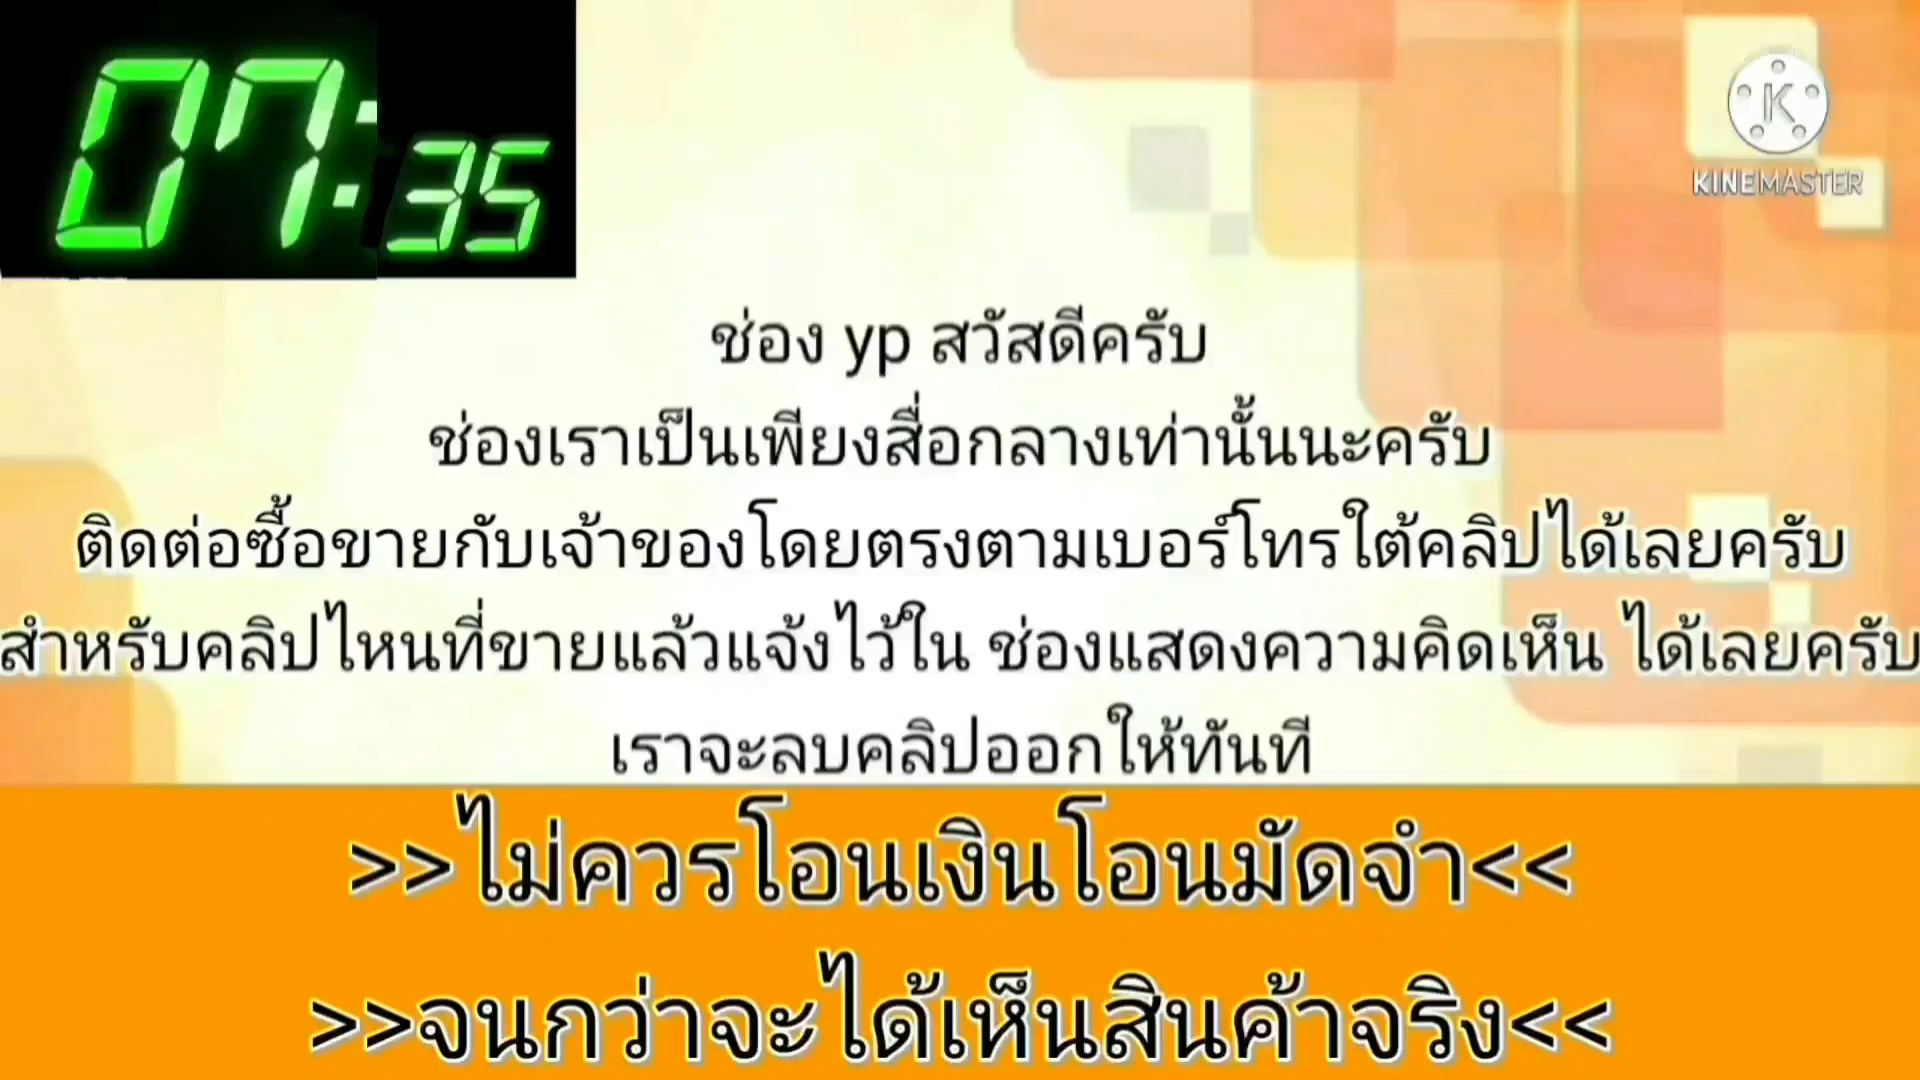 07:35
KINEMASTER
ช่อง yp สวัสดีครับ
ช่องเราเป็นเพียงสื่อกลางเท่านั้นนะครับ
ติดต่อซื้อขายกับเจ้าของโดยตรงตามเบอร์โทรใต้คลิปได้เลยครับ
สำหรับคลิปไหนที่ขายแล้วแจ้งไว้ใน ช่องแสดงความคิดเห็น ได้เลยครับ
เราจะลบคลิปออกให้ทันที
>>ไม่ควรโอนเงินโอนมัดจำ<<
>>จนกว่าจะได้เห็นสินค้าจริง<<